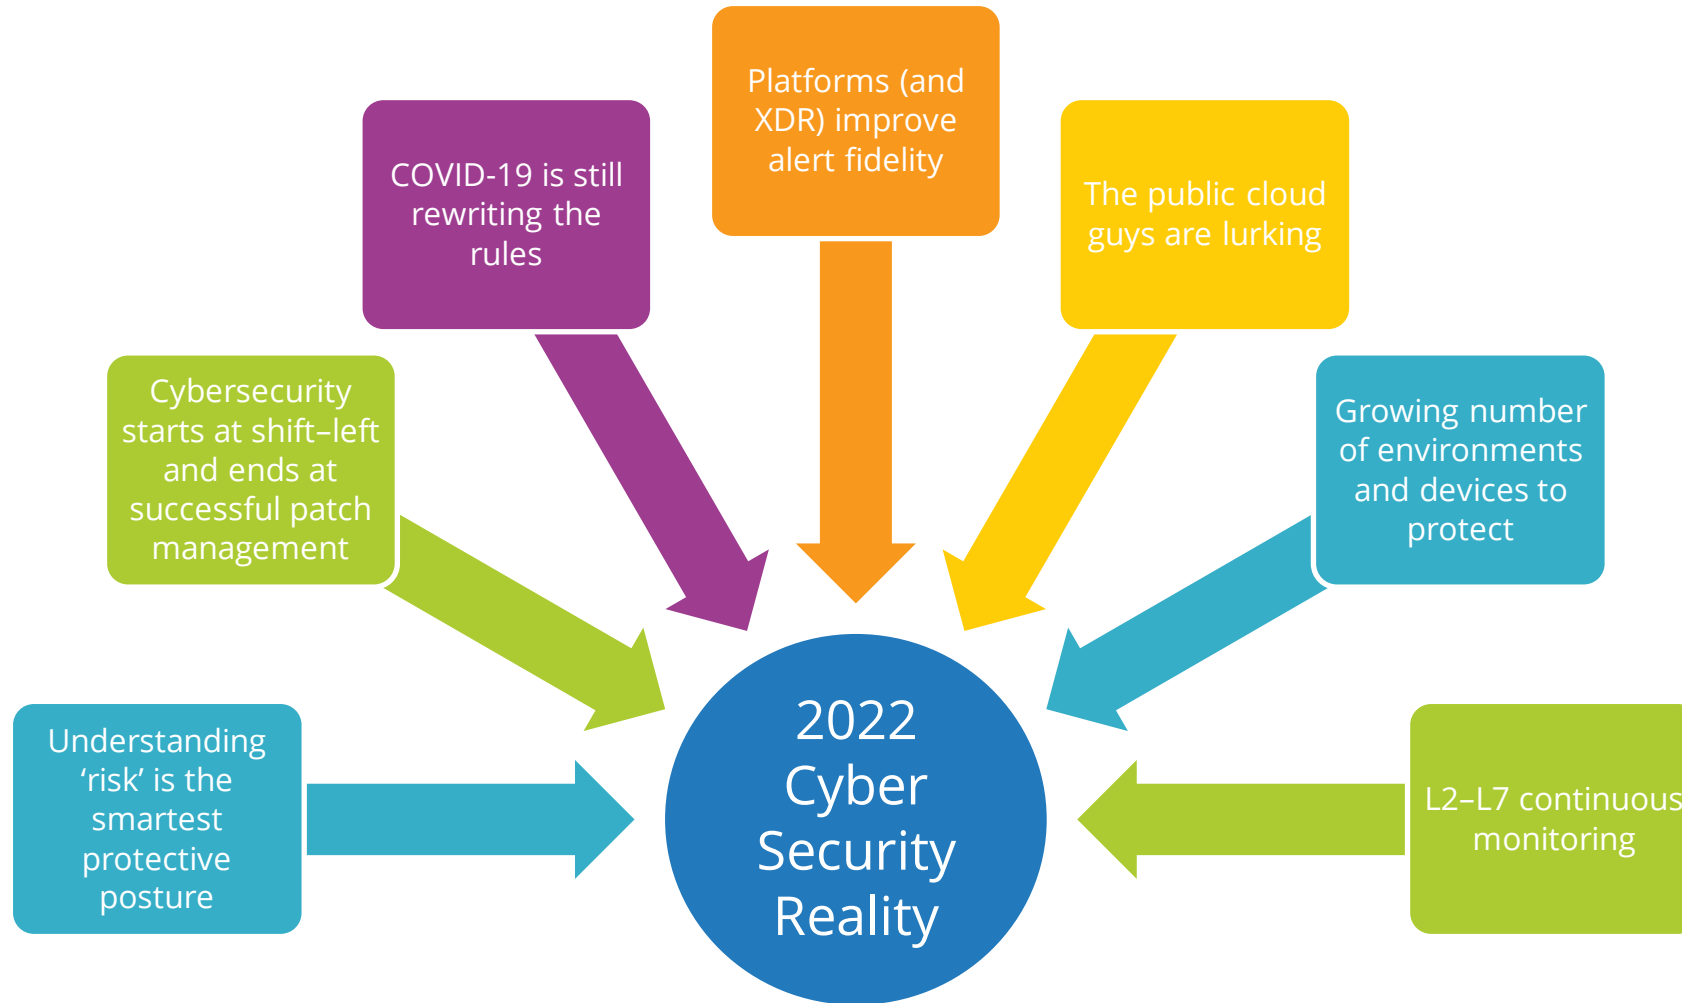 Platforms (and
XDR) improve
alert fidelity
COVID-19 is still
rewriting the
rules
The public cloud
guys are lurking
Cybersecurity
starts at shift–left
and ends at
successful patch
management
Growing number
of environments
and devices to
protect
Understanding
‘risk’ is the
smartest
protective
posture
2022
Cyber
Security
Reality
L2–L7 continuous
monitoring